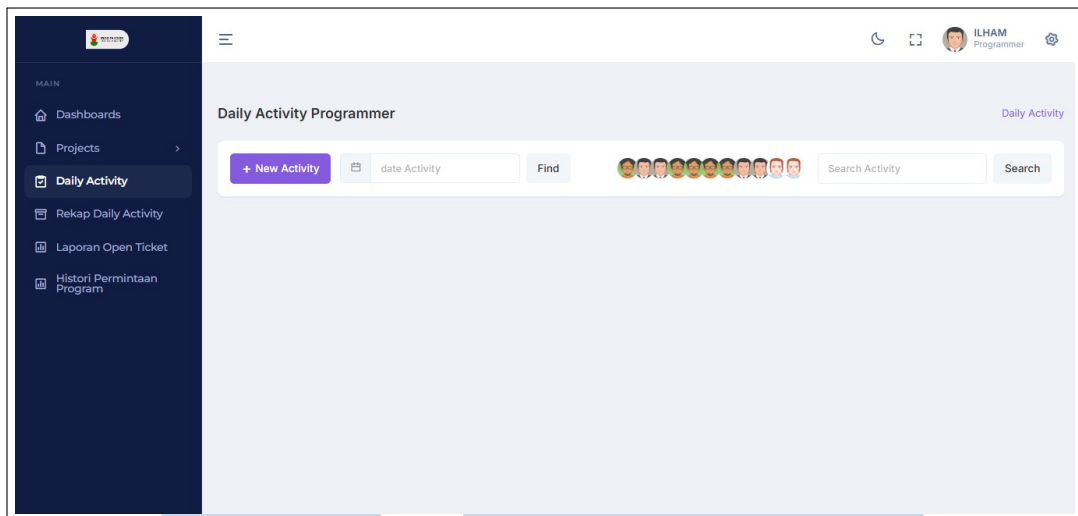 ILHAM
Programmer
MAIN
Dashboards
Projects
Daily Activity
Rekap Daily Activity
Laporan Open Ticket
Histori Permintaan
Program
Daily Activity Programmer
Daily Activity
+ New Activity
date Activity
Find
Search Activity
Search